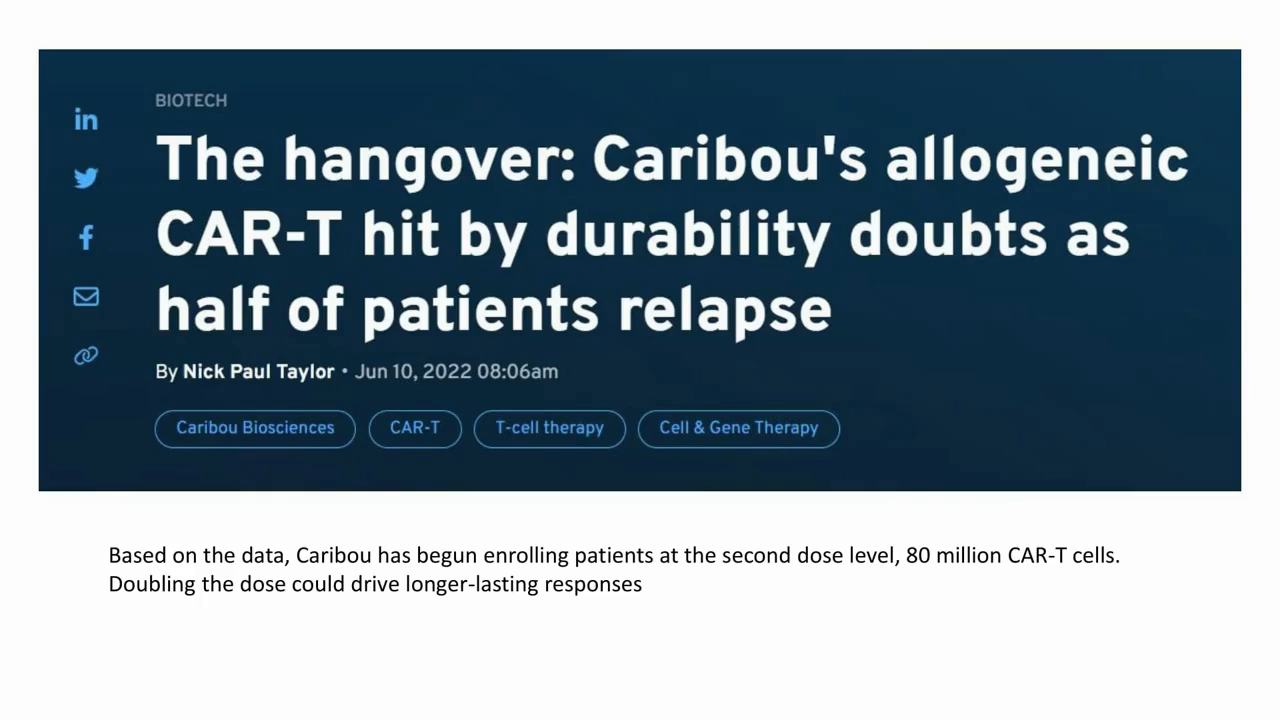 BIOTECH
The hangover: Caribou's allogeneic
CAR-T hit by durability doubts as
half of patients relapse
By Nick Paul Taylor • Jun 10, 2022 08:06am
Caribou Biosciences
CAR-T
T-cell therapy
Cell & Gene Therapy
Based on the data, Caribou has begun enrolling patients at the second dose level, 80 million CAR-T cells.
Doubling the dose could drive longer-lasting responses